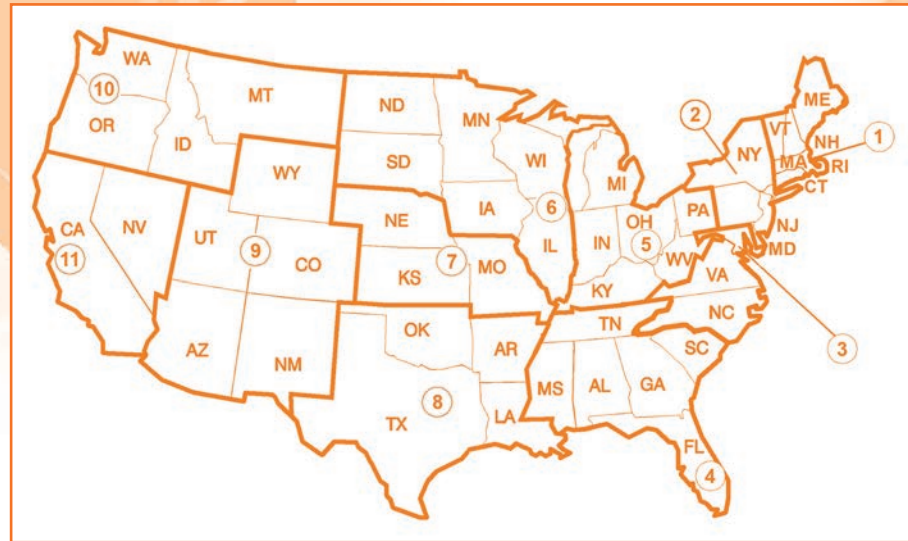 WA
10
OR
ID
MT
WY
ND
SD
MN
WI
IA
NE
KS
7
MO
6
IL
MI
IN
OH
5
WV
KY
PA
2
NY
VT
ME
NH
1
MA
RI
CT
NJ
MD
VA
NC
3
CA
11
NV
UT
9
CO
AZ
NM
OK
TX
8
AR
LA
TN
MS
AL
GA
SC
FL
4